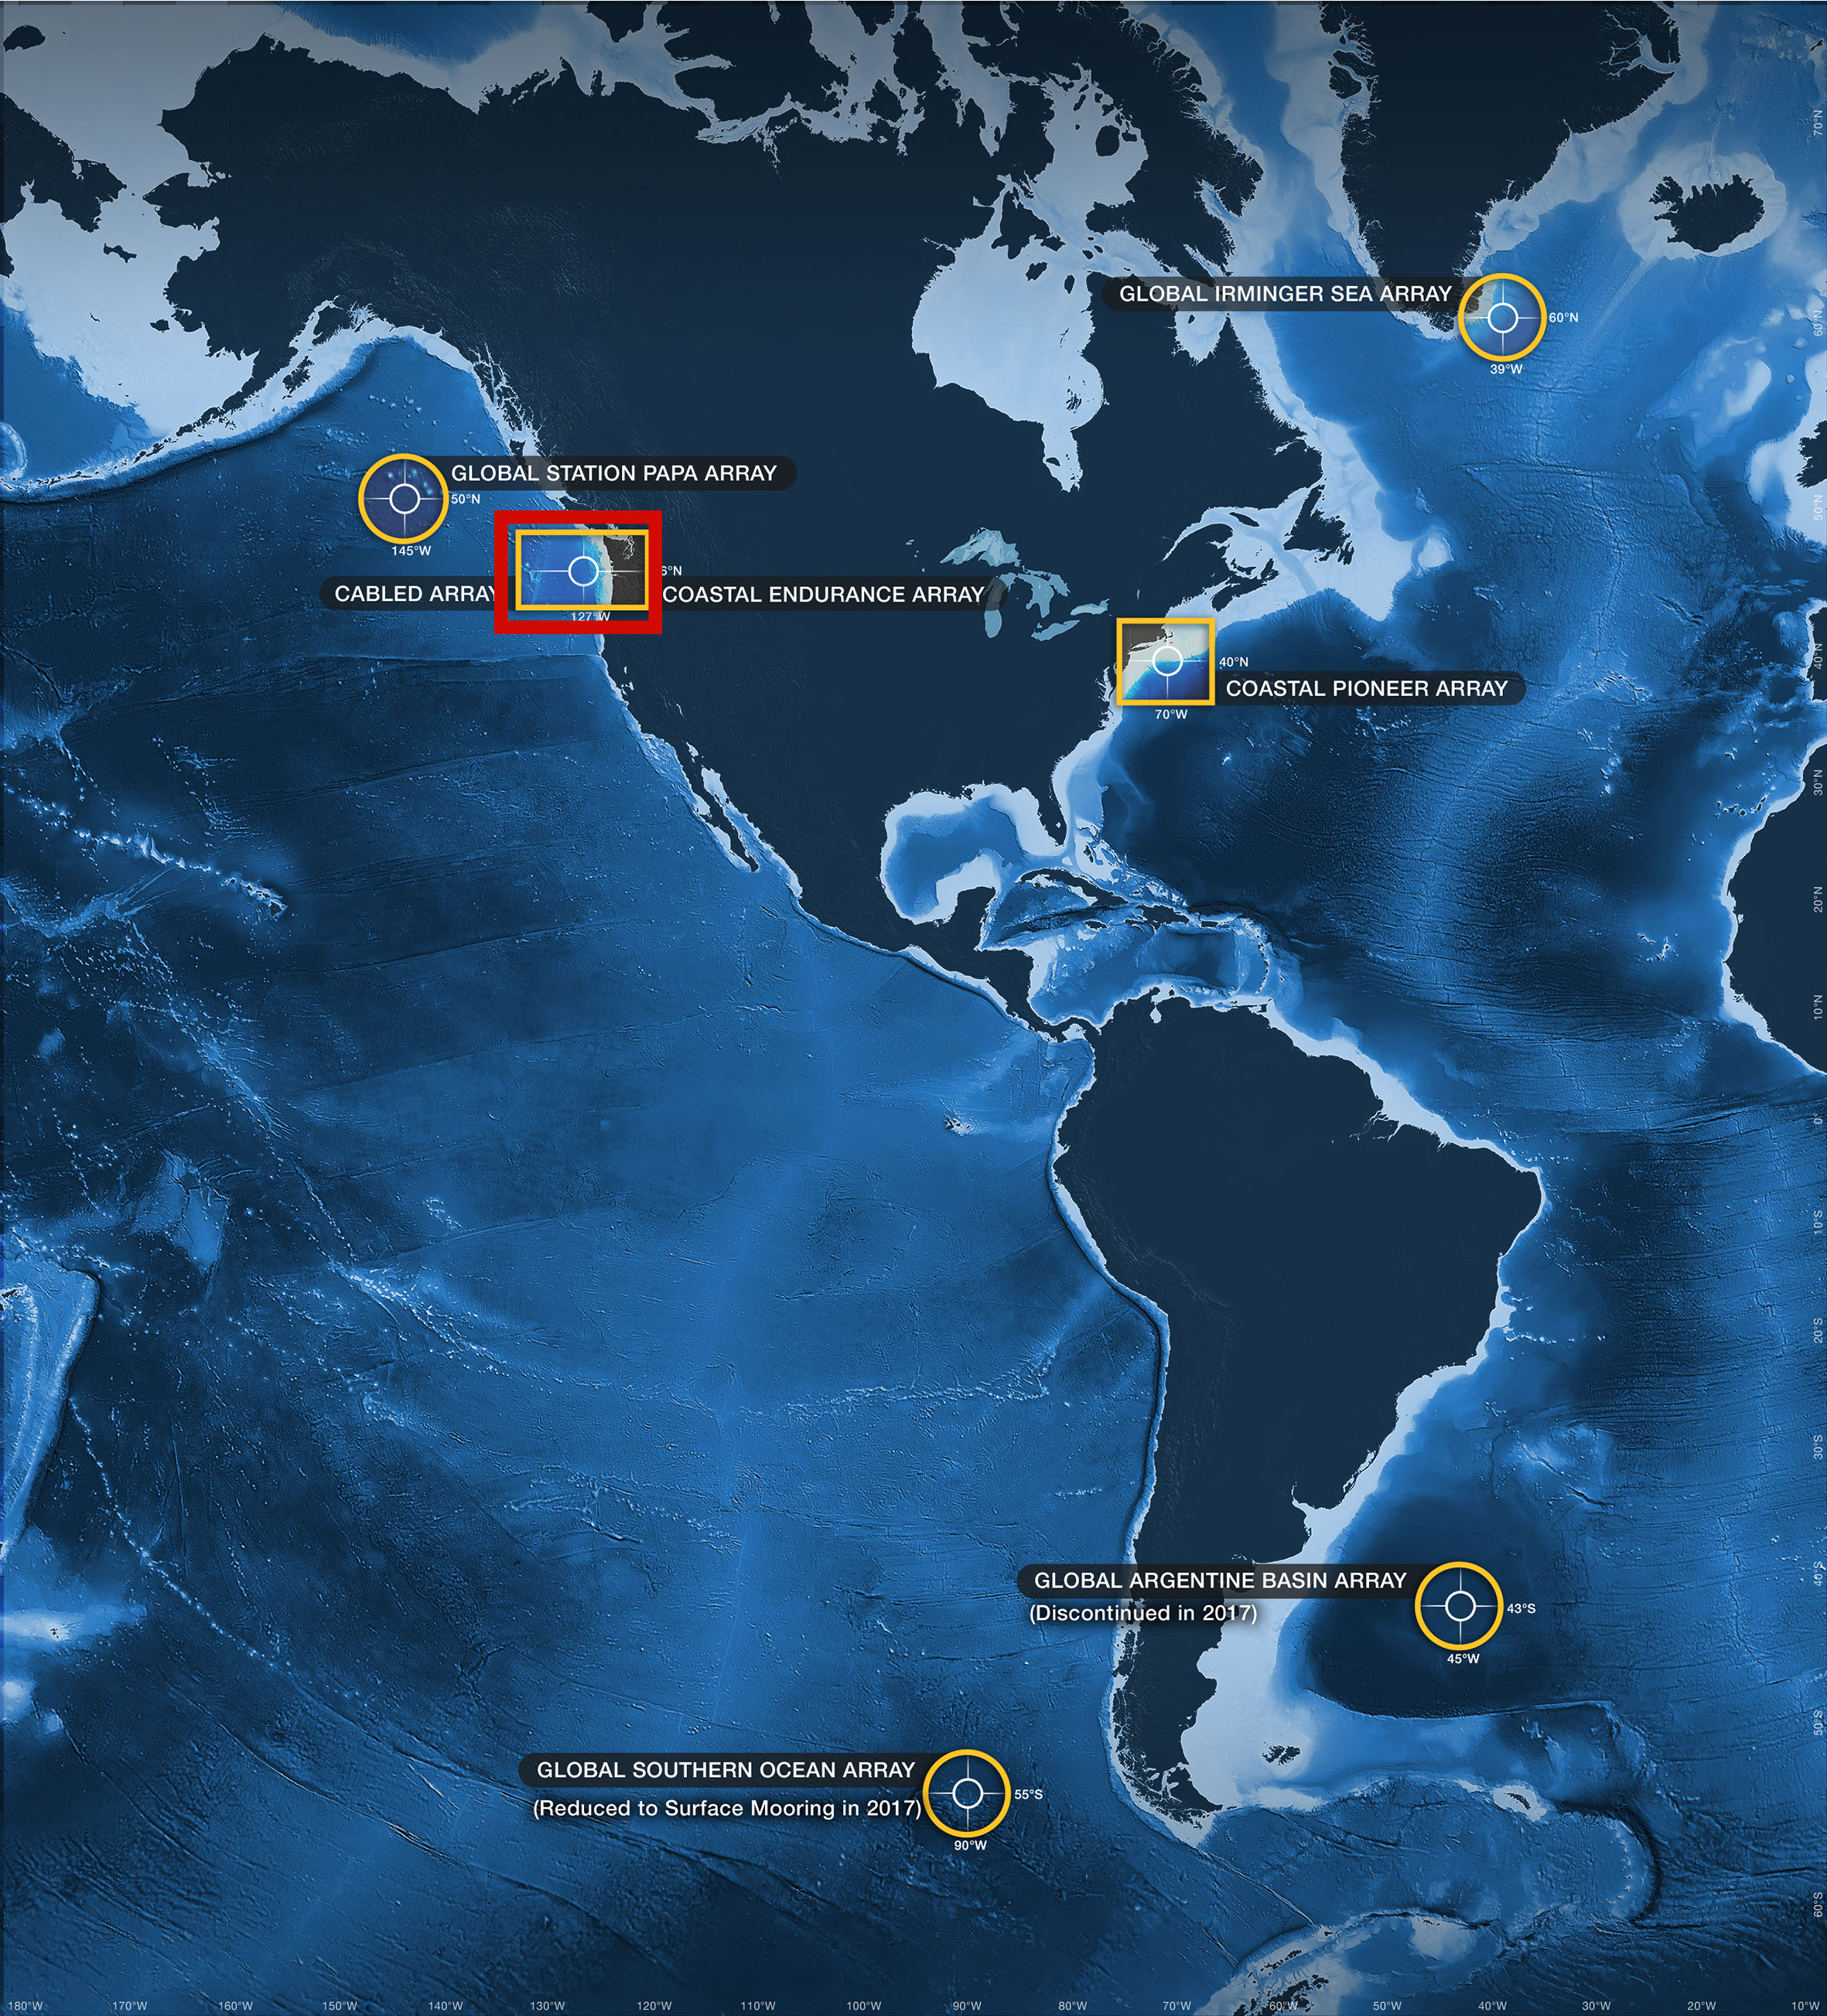 70°N
GLOBAL IRMINGER SEA ARRAY
60°N
60°N
39°W
GLOBAL STATION PAPA ARRAY
50°N
50°N
145°W
6°N
CABLED ARRAY
COASTAL ENDURANCE ARRAY
127°W
40°N
40°N
COASTAL PIONEER ARRAY
70°W
30°N
20°N
10°N
0°
10°S
20°S
30°S
GLOBAL ARGENTINE BASIN ARRAY
40°S
(Discontinued in 2017)
43°S
45°W
50°S
GLOBAL SOUTHERN OCEAN ARRAY
(Reduced to Surface Mooring in 2017)
55°S
90°W
60°S
180°W 170°W 160°W 150°W 140°W 130°W 120°W 110°W 100°W 90°W 80°W 70°W 60°W 50°W 40°W 30°W 20°W 10°W